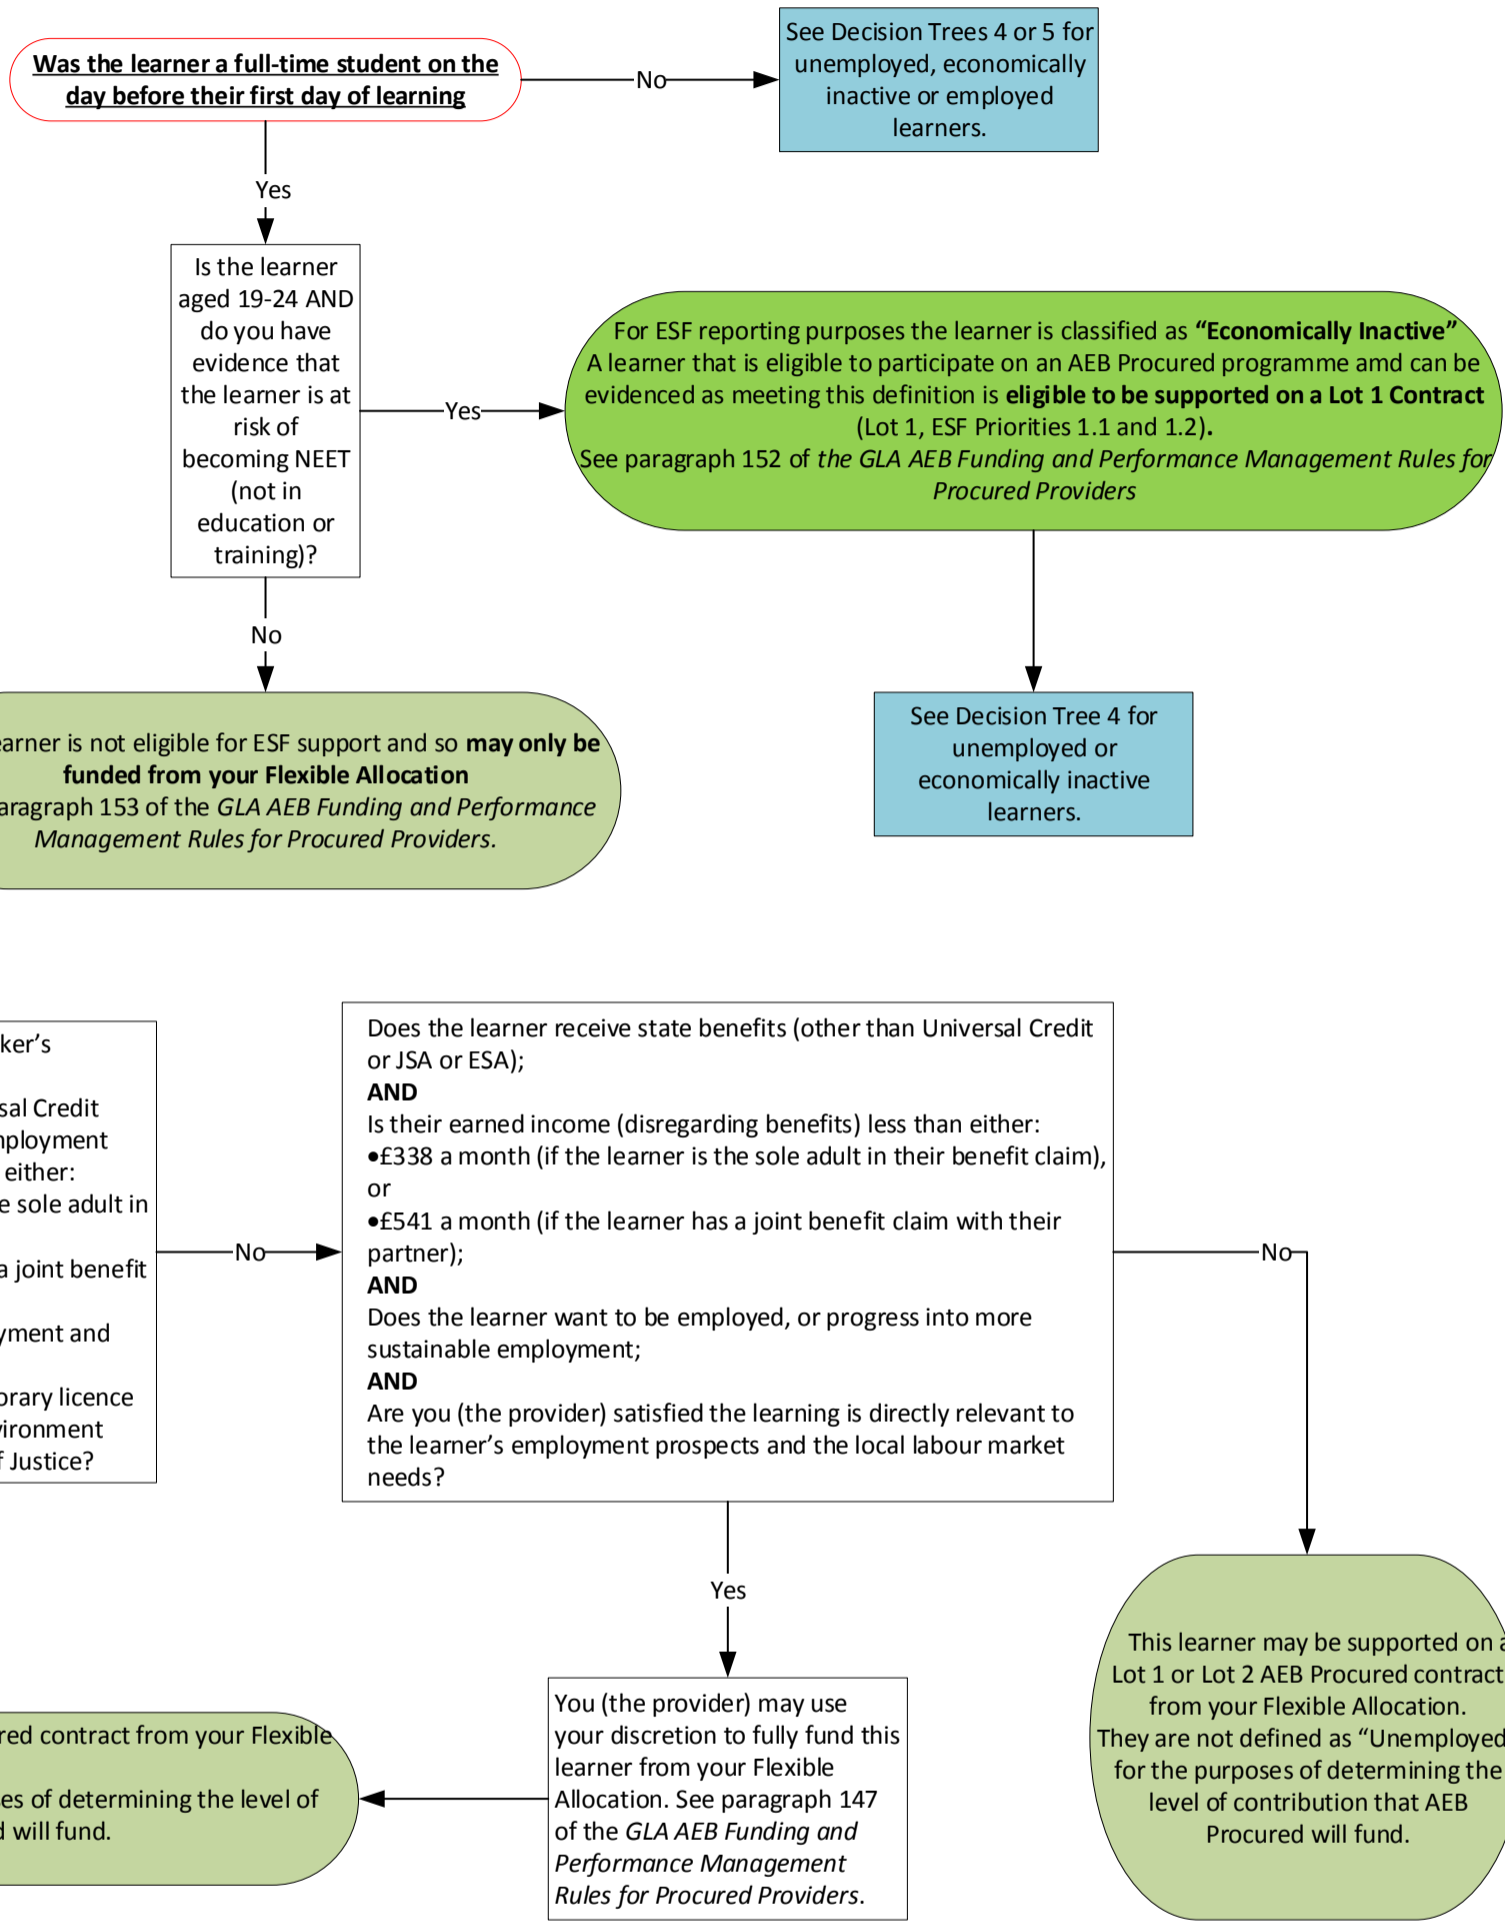 Was the learner a full-time student on the
day before their first day of learning
No
See Decision Trees 4 or 5 for
unemployed, economically
inactive or employed
learners.
Yes
Is the learner
aged 19-24 AND
do you have
evidence that
the learner is at
risk of
becoming NEET
(not in
education or
training)?
Yes
For ESF reporting purposes the learner is classified as “Economically Inactive”
A learner that is eligible to participate on an AEB Procured programme amd can be
evidenced as meeting this definition is eligible to be supported on a Lot 1 Contract
(Lot 1, ESF Priorities 1.1 and 1.2).
See paragraph 152 of the GLA AEB Funding and Performance Management Rules for
Procured Providers
No
earner is not eligible for ESF support and so may only be
funded from your Flexible Allocation
aragraph 153 of the GLA AEB Funding and Performance
Management Rules for Procured Providers.
See Decision Tree 4 for
unemployed or
economically inactive
learners.
ker’s
sal Credit
nployment
either:
e sole adult in
a joint benefit
yment and
orary licence
vironment
f Justice?
No
Does the learner receive state benefits (other than Universal Credit
or JSA or ESA);
AND
Is their earned income (disregarding benefits) less than either:
•£338 a month (if the learner is the sole adult in their benefit claim),
or
•£541 a month (if the learner has a joint benefit claim with their
partner);
AND
Does the learner want to be employed, or progress into more
sustainable employment;
AND
Are you (the provider) satisfied the learning is directly relevant to
the learner’s employment prospects and the local labour market
needs?
No
Yes
You (the provider) may use
your discretion to fully fund this
learner from your Flexible
Allocation. See paragraph 147
of the GLA AEB Funding and
Performance Management
Rules for Procured Providers.
red contract from your Flexible
es of determining the level of
d will fund.
This learner may be supported on a
Lot 1 or Lot 2 AEB Procured contract
from your Flexible Allocation.
They are not defined as “Unemployed
for the purposes of determining the
level of contribution that AEB
Procured will fund.